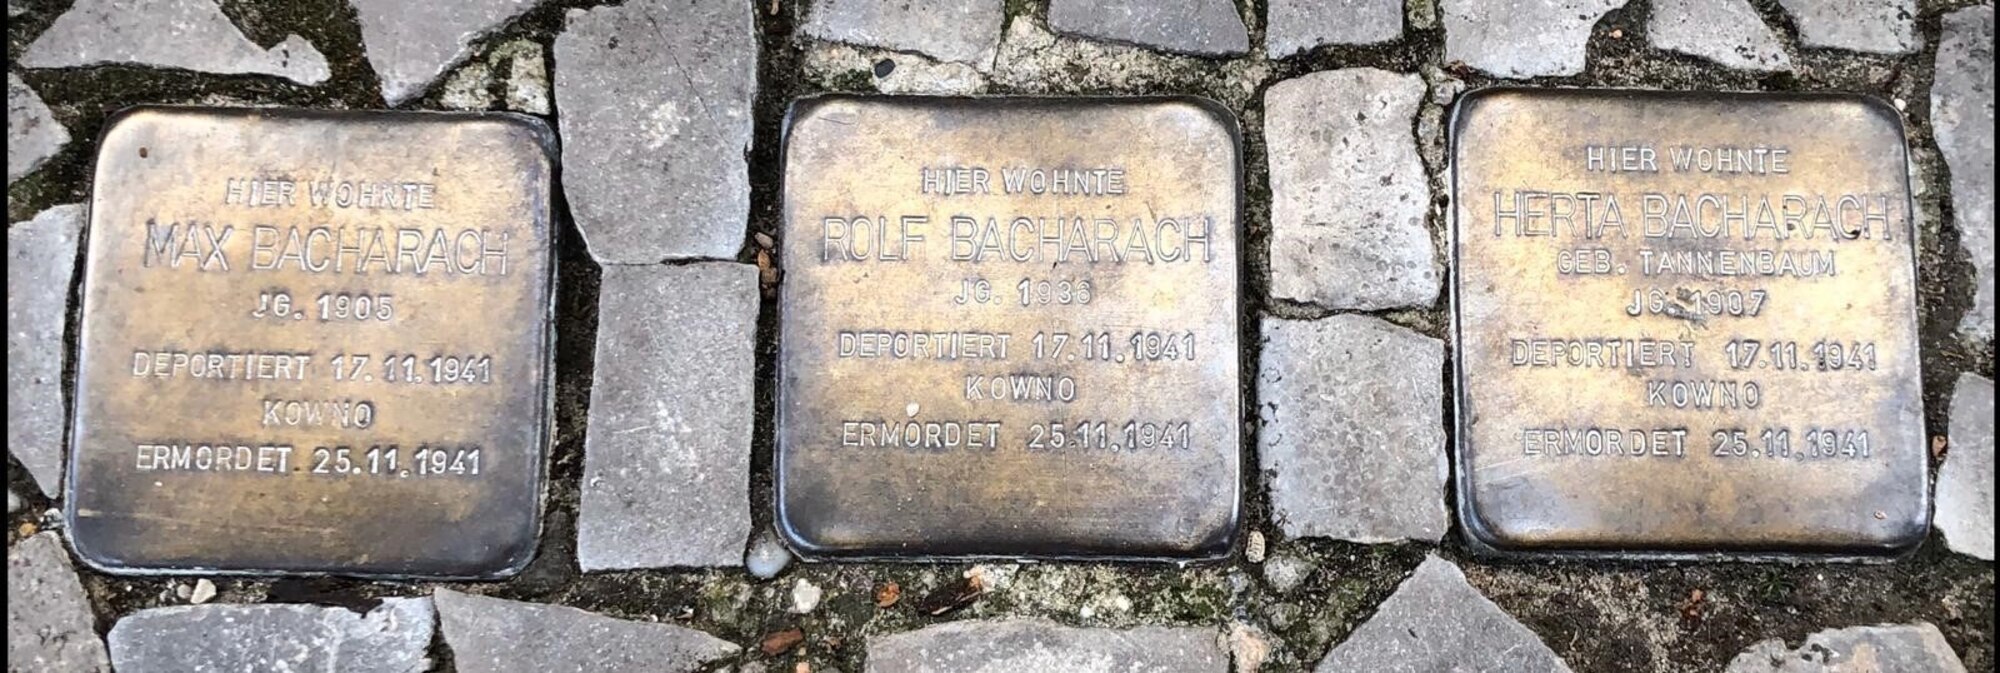 HIER WOHNTE
MAX BACHARACH
JG. 1905
DEPORTIERT 17.11.1941
KOWNO
ERMORDET 25.11.1941
HIER WOHNTE
ROLF BACHARACH
JG. 1936
DEPORTIERT 17.11.1941
KOWNO
ERMORDET 25.11.1941
HIER WOHNTE
HERTA BACHARACH
GEB. TANNENBAUM
JG. 1907
DEPORTIERT 17.11.1941
KOWNO
ERMORDET 25.11.1941